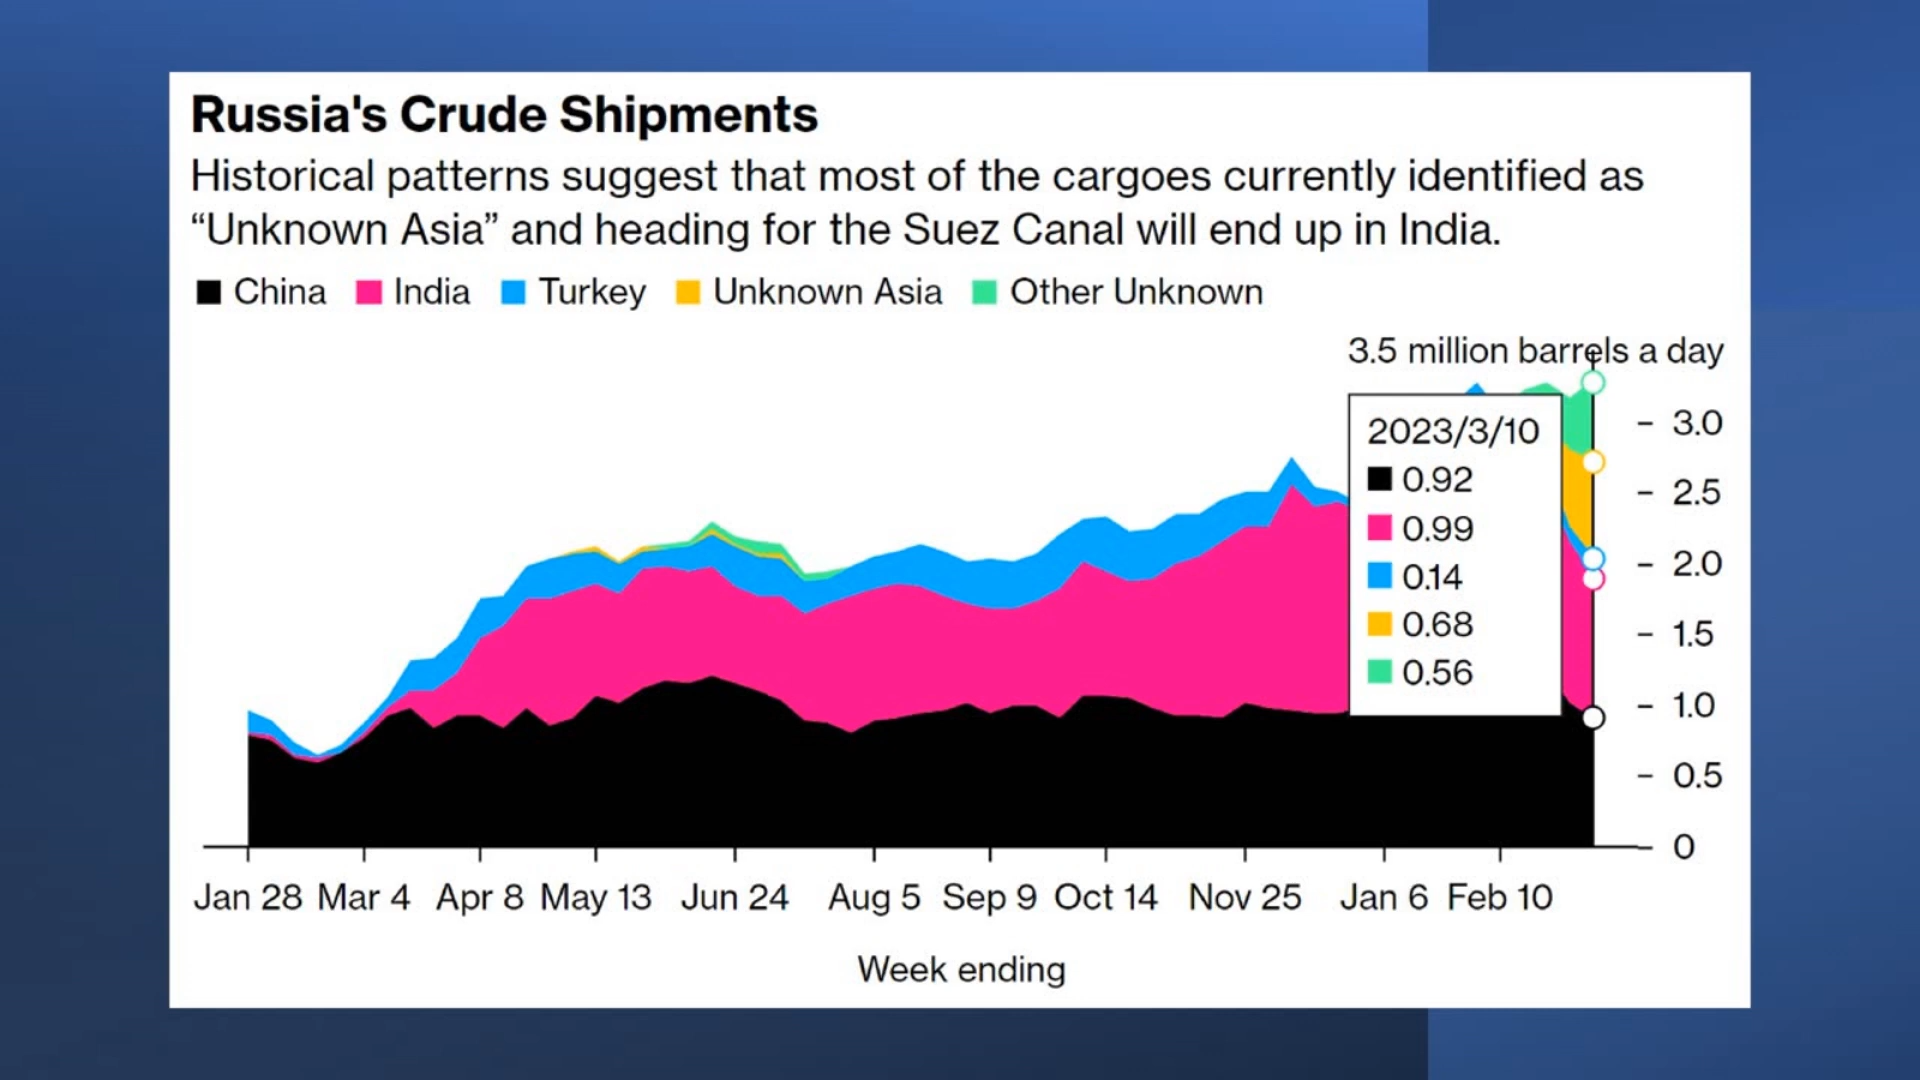 Russia's Crude Shipments
Historical patterns suggest that most of the cargoes currently identified as
“Unknown Asia” and heading for the Suez Canal will end up in India.
China India Turkey Unknown Asia Other Unknown
3.5 million barrels a day
2023/3/10
0.92
0.99
0.14
0.68
0.56
3.0
2.5
2.0
1.5
1.0
0.5
0
Jan 28 Mar 4 Apr 8 May 13 Jun 24 Aug 5 Sep 9 Oct 14 Nov 25 Jan 6 Feb 10
Week ending